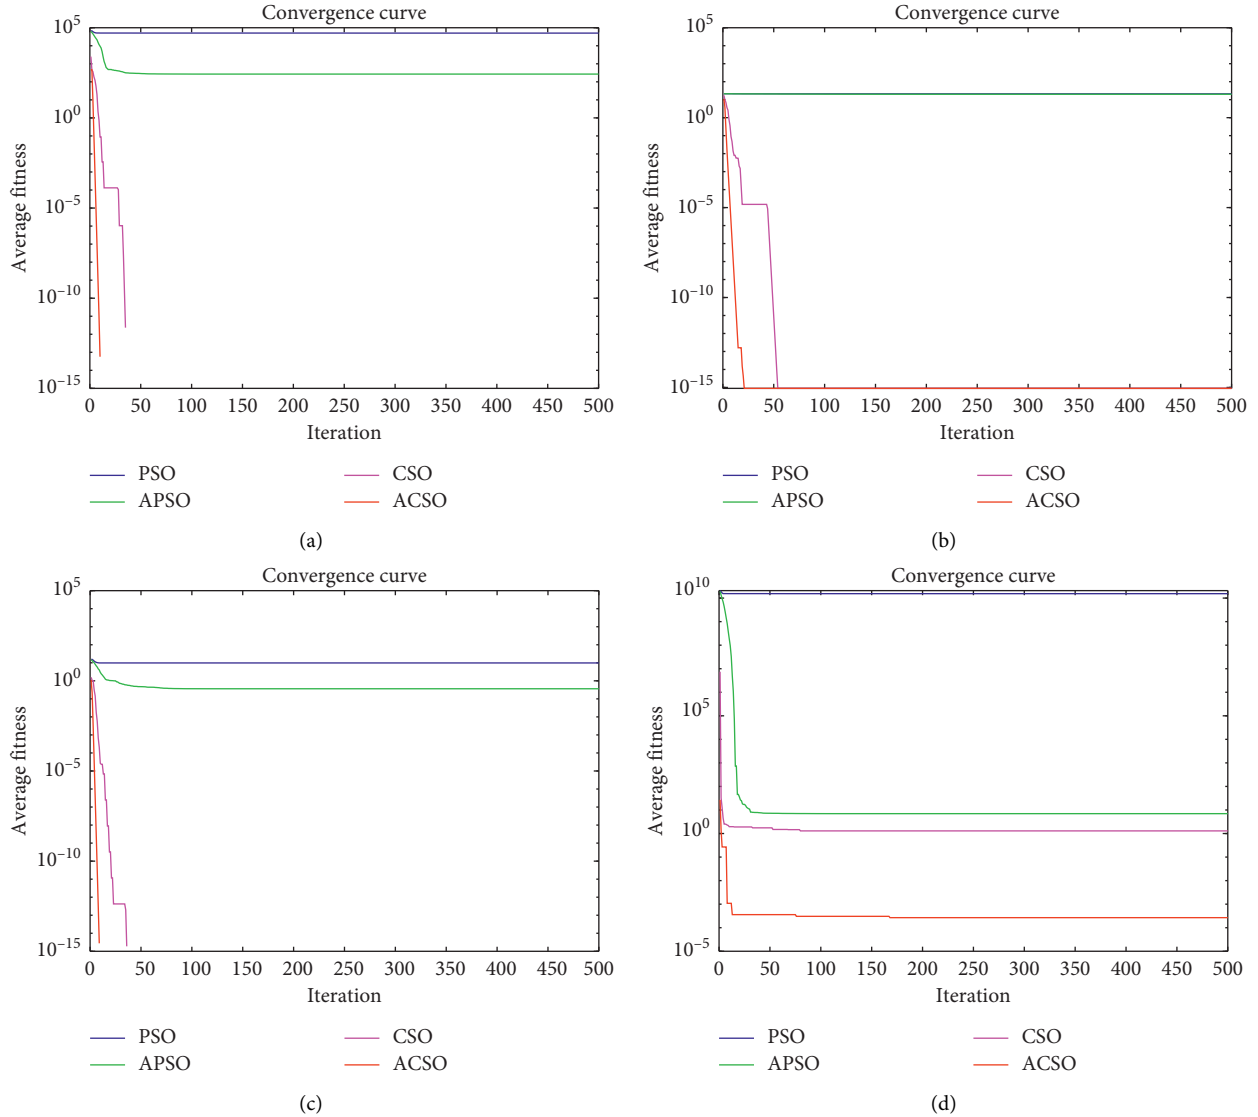 Convergence curve
10^5
10^0
10^−5
10^−10
10^−15
Average fitness
0 50 100 150 200 250 300 350 400 450 500
Iteration
PSO
APSO
CSO
ACSO
(a)
Convergence curve
10^5
10^0
10^−5
10^−10
10^−15
Average fitness
0 50 100 150 200 250 300 350 400 450 500
Iteration
PSO
APSO
CSO
ACSO
(b)
Convergence curve
10^5
10^0
10^−5
10^−10
10^−15
Average fitness
0 50 100 150 200 250 300 350 400 450 500
Iteration
PSO
APSO
CSO
ACSO
(c)
Convergence curve
10^10
10^5
10^0
10^−5
Average fitness
0 50 100 150 200 250 300 350 400 450 500
Iteration
PSO
APSO
CSO
ACSO
(d)